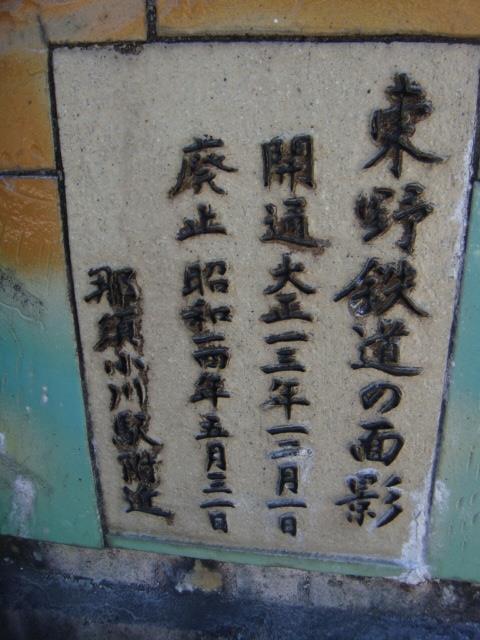 東野鉄道の面影
開通 大正一三年一二月一日
廃止 昭和一四年五月三一日
那須小川駅附近